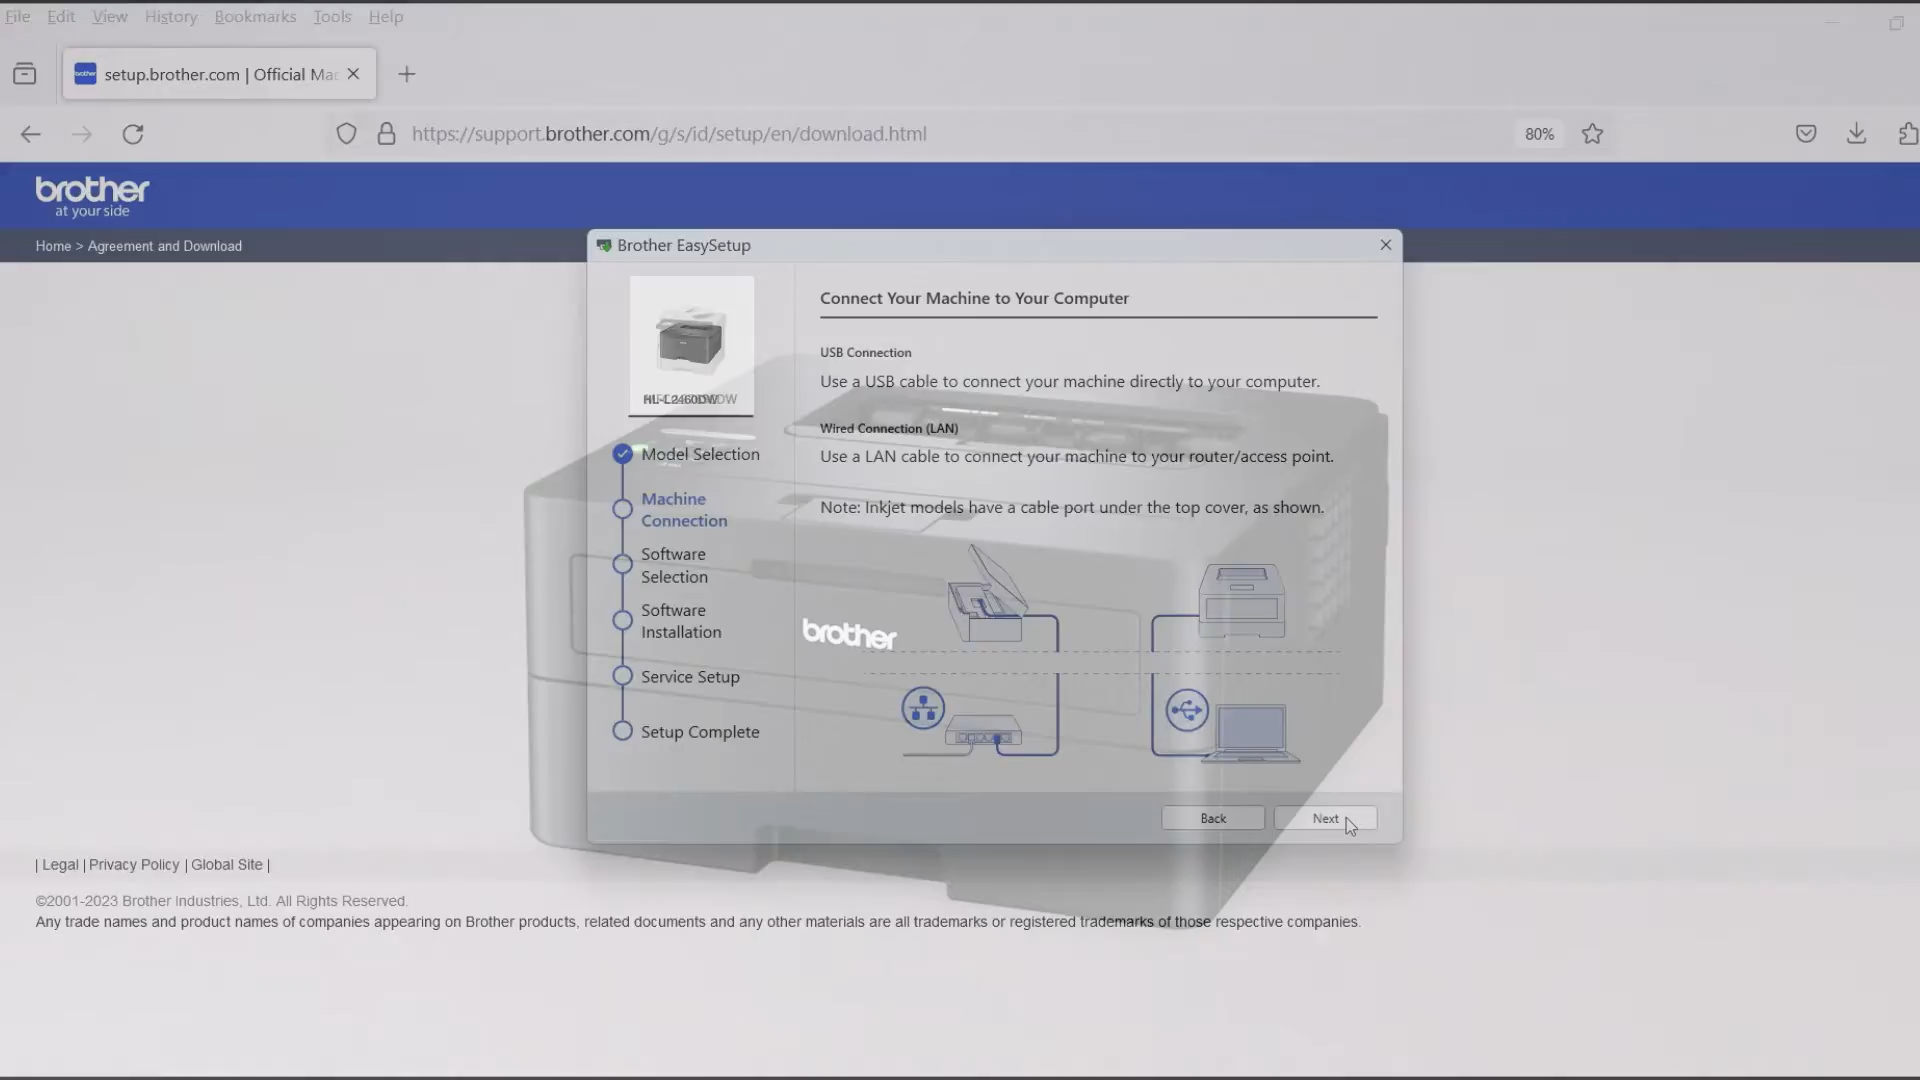 File Edit View History Bookmarks Tools Help
setup.brother.com | Official Mac
https://support.brother.com/g/s/id/setup/en/download.html
80%
brother
at your side
Home > Agreement and Download
Brother EasySetup
Connect Your Machine to Your Computer
USB Connection
Use a USB cable to connect your machine directly to your computer.
Wired Connection (LAN)
Use a LAN cable to connect your machine to your router/access point.
Note: Inkjet models have a cable port under the top cover, as shown.
Model Selection
Machine
Connection
Software
Selection
Software
Installation
Service Setup
Setup Complete
brother
Back
Next
| Legal | Privacy Policy | Global Site |
©2001-2023 Brother Industries, Ltd. All Rights Reserved.
Any trade names and product names of companies appearing on Brother products, related documents and any other materials are all trademarks or registered trademarks of those respective companies.